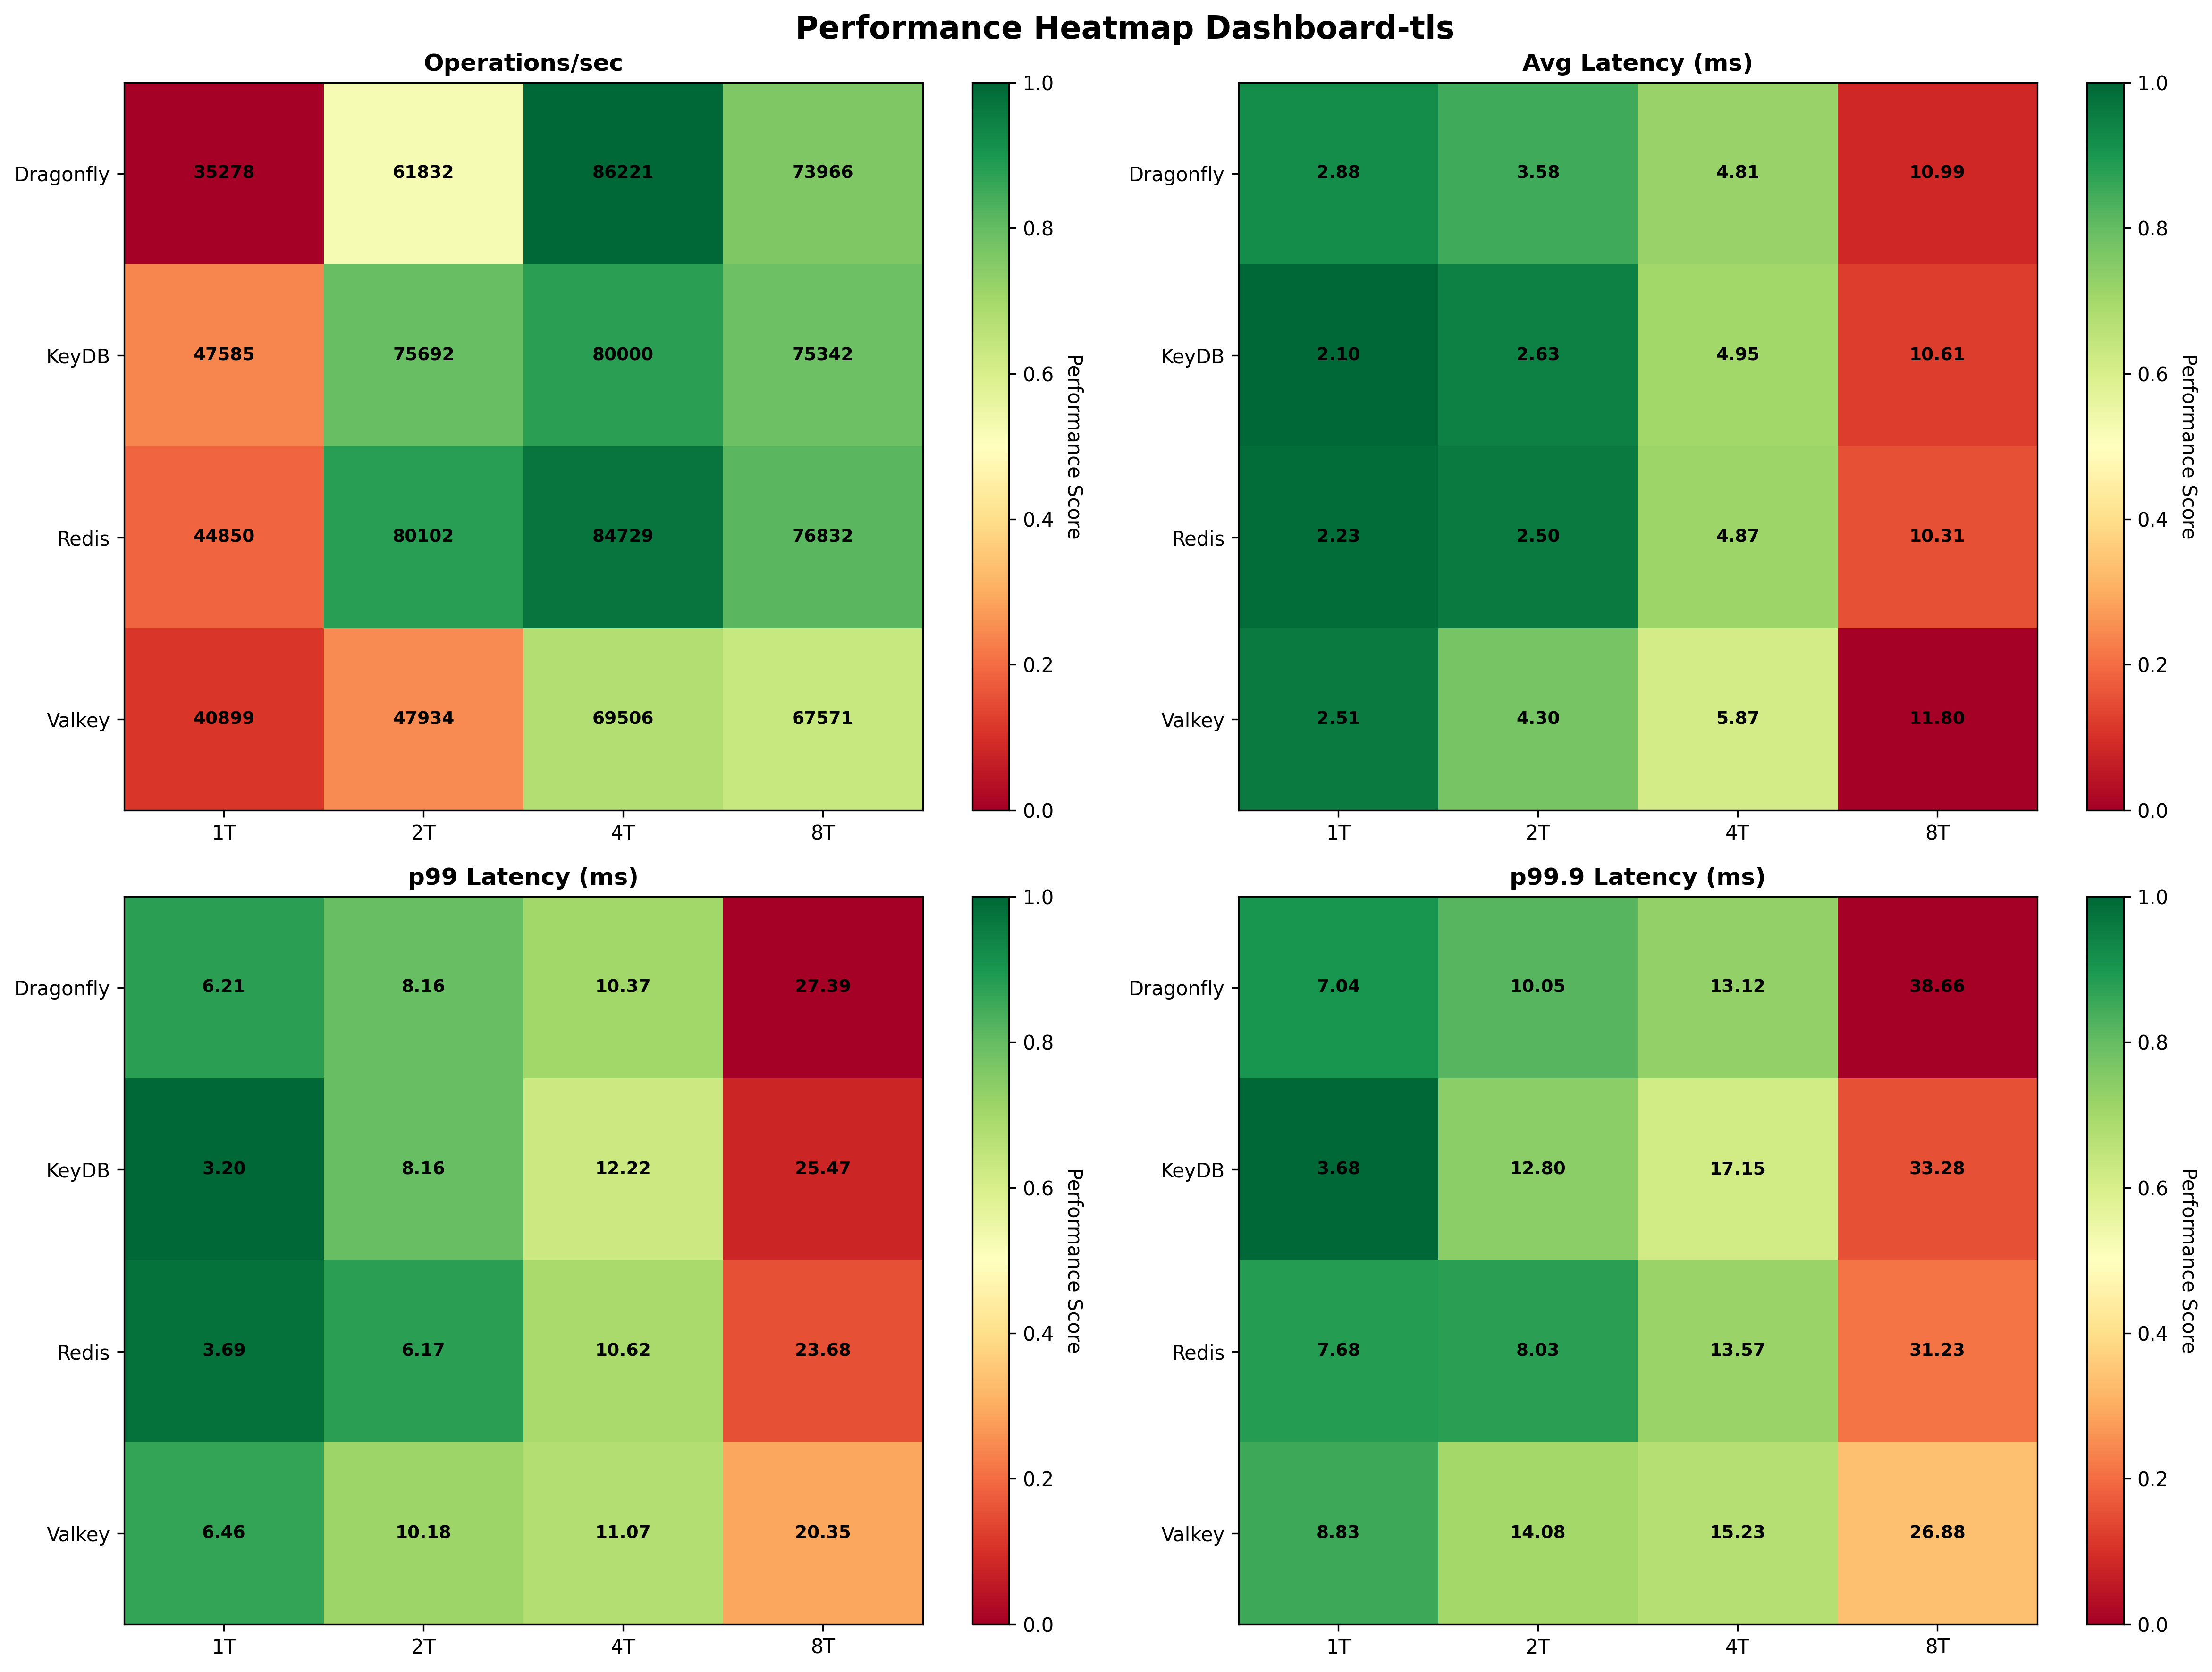 Performance Heatmap Dashboard-tls
Operations/sec
Dragonfly 35278 61832 86221 73966
KeyDB 47585 75692 80000 75342
Redis 44850 80102 84729 76832
Valkey 40899 47934 69506 67571
1T 2T 4T 8T
1.0
0.8
0.6
0.4
0.2
0.0
Performance Score
Avg Latency (ms)
Dragonfly 2.88 3.58 4.81 10.99
KeyDB 2.10 2.63 4.95 10.61
Redis 2.23 2.50 4.87 10.31
Valkey 2.51 4.30 5.87 11.80
1T 2T 4T 8T
1.0
0.8
0.6
0.4
0.2
0.0
Performance Score
p99 Latency (ms)
Dragonfly 6.21 8.16 10.37 27.39
KeyDB 3.20 8.16 12.22 25.47
Redis 3.69 6.17 10.62 23.68
Valkey 6.46 10.18 11.07 20.35
1T 2T 4T 8T
1.0
0.8
0.6
0.4
0.2
0.0
Performance Score
p99.9 Latency (ms)
Dragonfly 7.04 10.05 13.12 38.66
KeyDB 3.68 12.80 17.15 33.28
Redis 7.68 8.03 13.57 31.23
Valkey 8.83 14.08 15.23 26.88
1T 2T 4T 8T
1.0
0.8
0.6
0.4
0.2
0.0
Performance Score